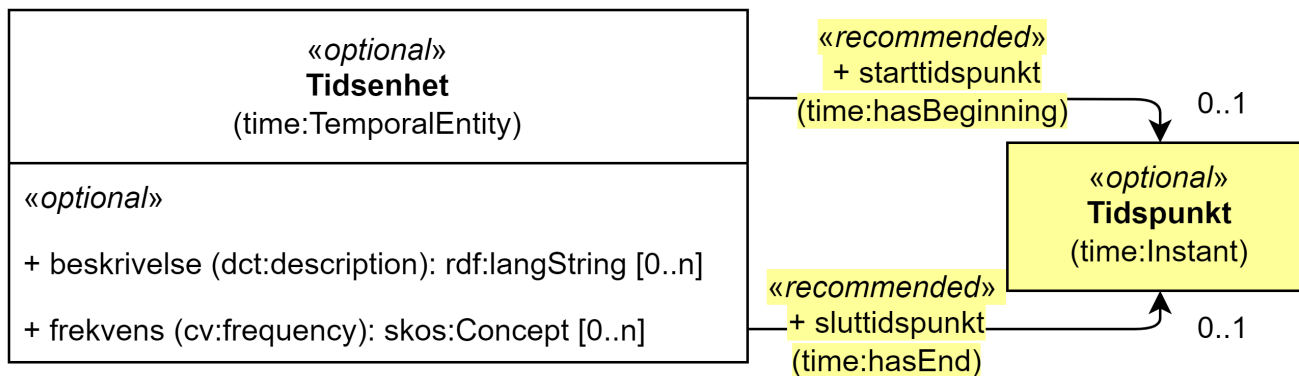 «optional»
Tidsenhet
(time:TemporalEntity)
«optional»
+ beskrivelse (dct:description): rdf:langString [0..n]
+ frekvens (cv:frequency): skos:Concept [0..n]
«recommended»
+ starttidspunkt
(time:hasBeginning)
0..1
«optional»
Tidspunkt
(time:Instant)
«recommended»
+ sluttidspunkt
(time:hasEnd)
0..1